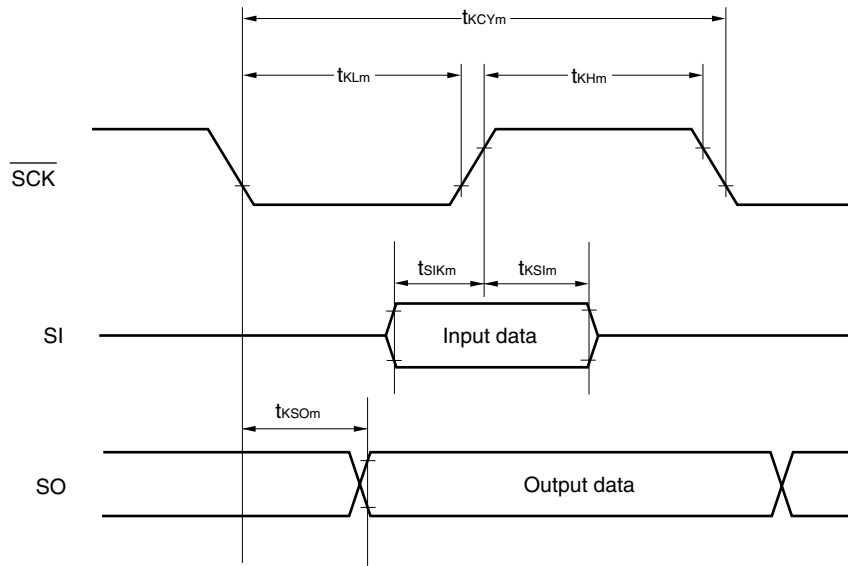 tKCYm
tKLm
tKHm
SCK
tSIKm
tKSIm
SI
Input data
tKSOm
SO
Output data